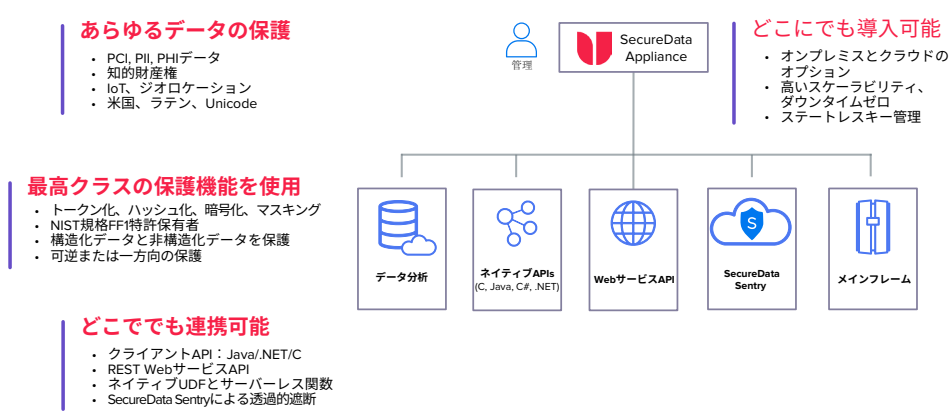 あらゆるデータの保護
• PCI, PII, PHIデータ
• 知的財産権
• IoT、ジオロケーション
• 米国、ラテン、Unicode
管理
SecureData
Appliance
どこにでも導入可能
• オンプレミスとクラウドの
オプション
• 高いスケーラビリティ、
ダウンタイムゼロ
• ステートレスキー管理
最高クラスの保護機能を使用
• トークン化、ハッシュ化、暗号化、マスキング
• NIST規格FF1特許保有者
• 構造化データと非構造化データを保護
• 可逆または一方向の保護
データ分析
ネイティブAPIs
(C, Java, C#, .NET)
WebサービスAPI
S
SecureData
Sentry
メインフレーム
どこででも連携可能
• クライアントAPI：Java/.NET/C
• REST WebサービスAPI
• ネイティブUDFとサーバーレス関数
• SecureData Sentryによる透過的遮断